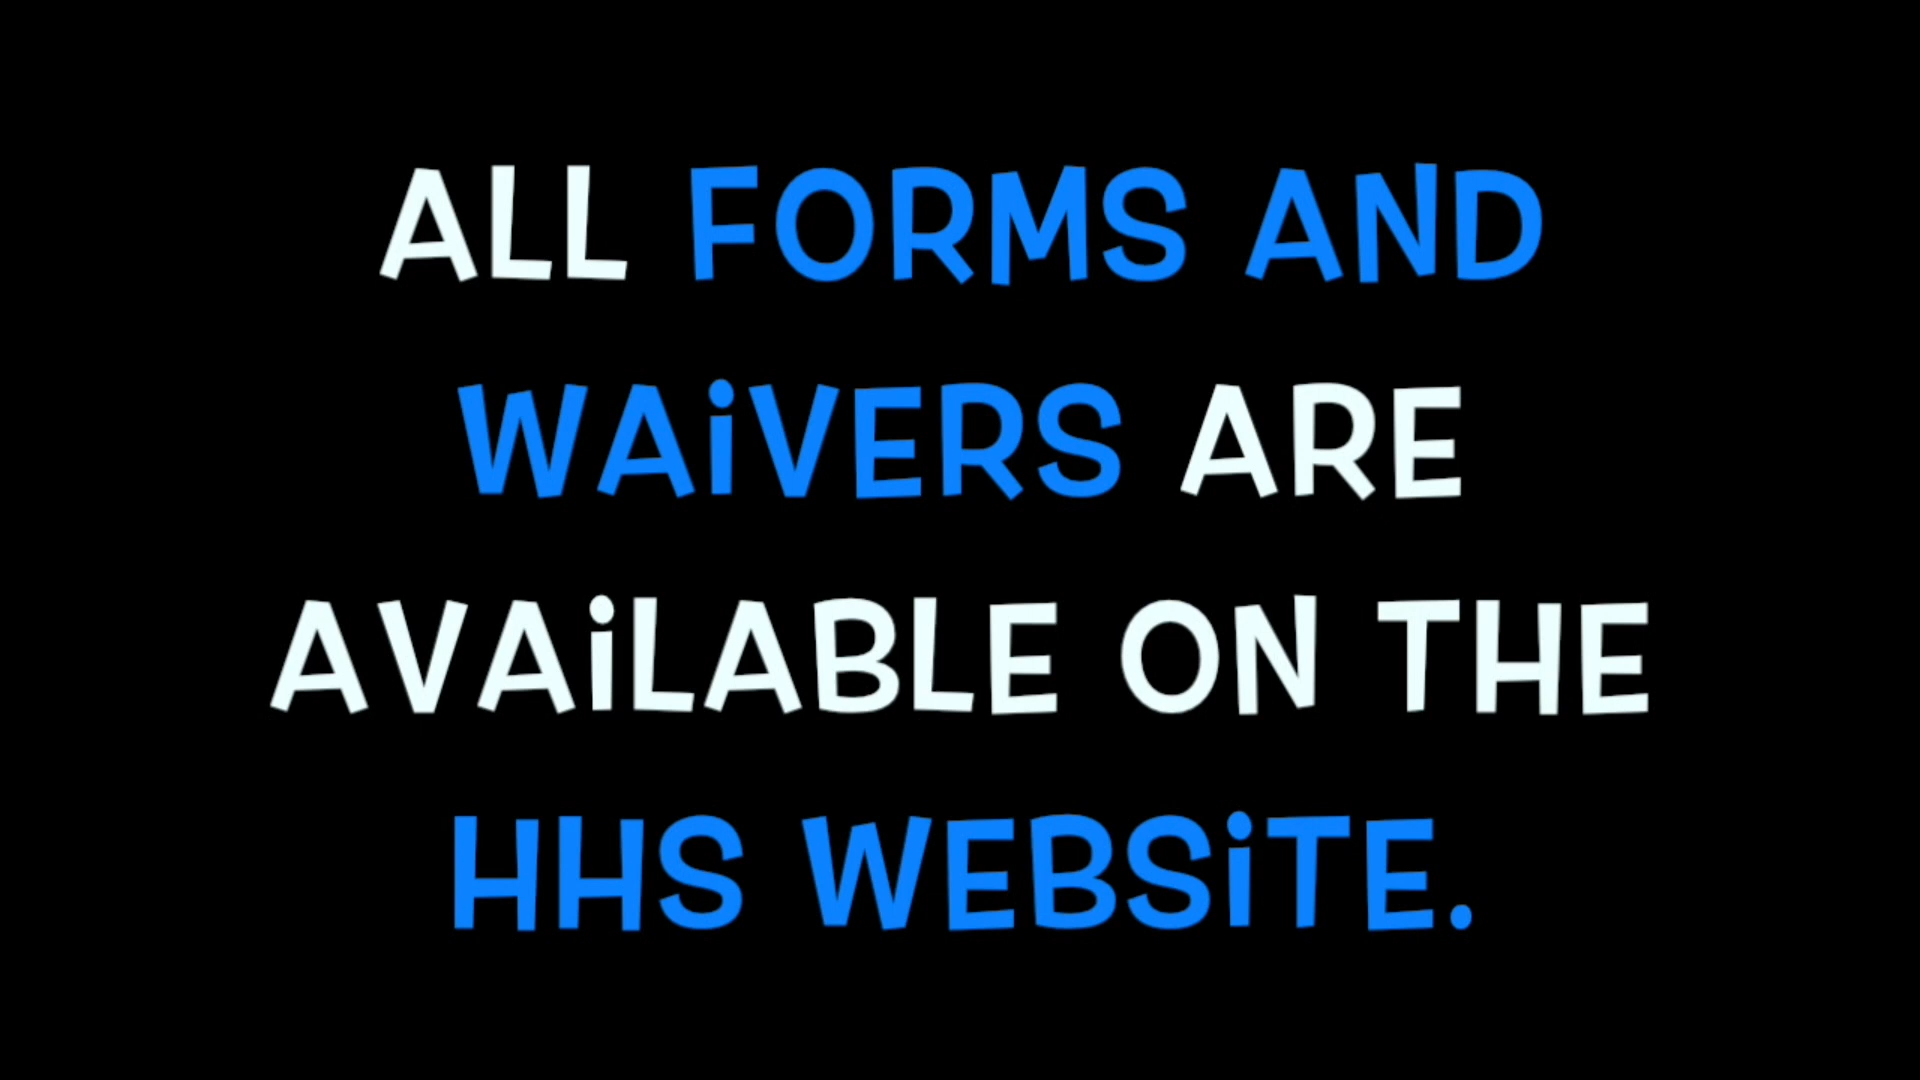 ALL FORMS AND
WAiVERS ARE
AVAiLABLE ON THE
HHS WEBSiTE.